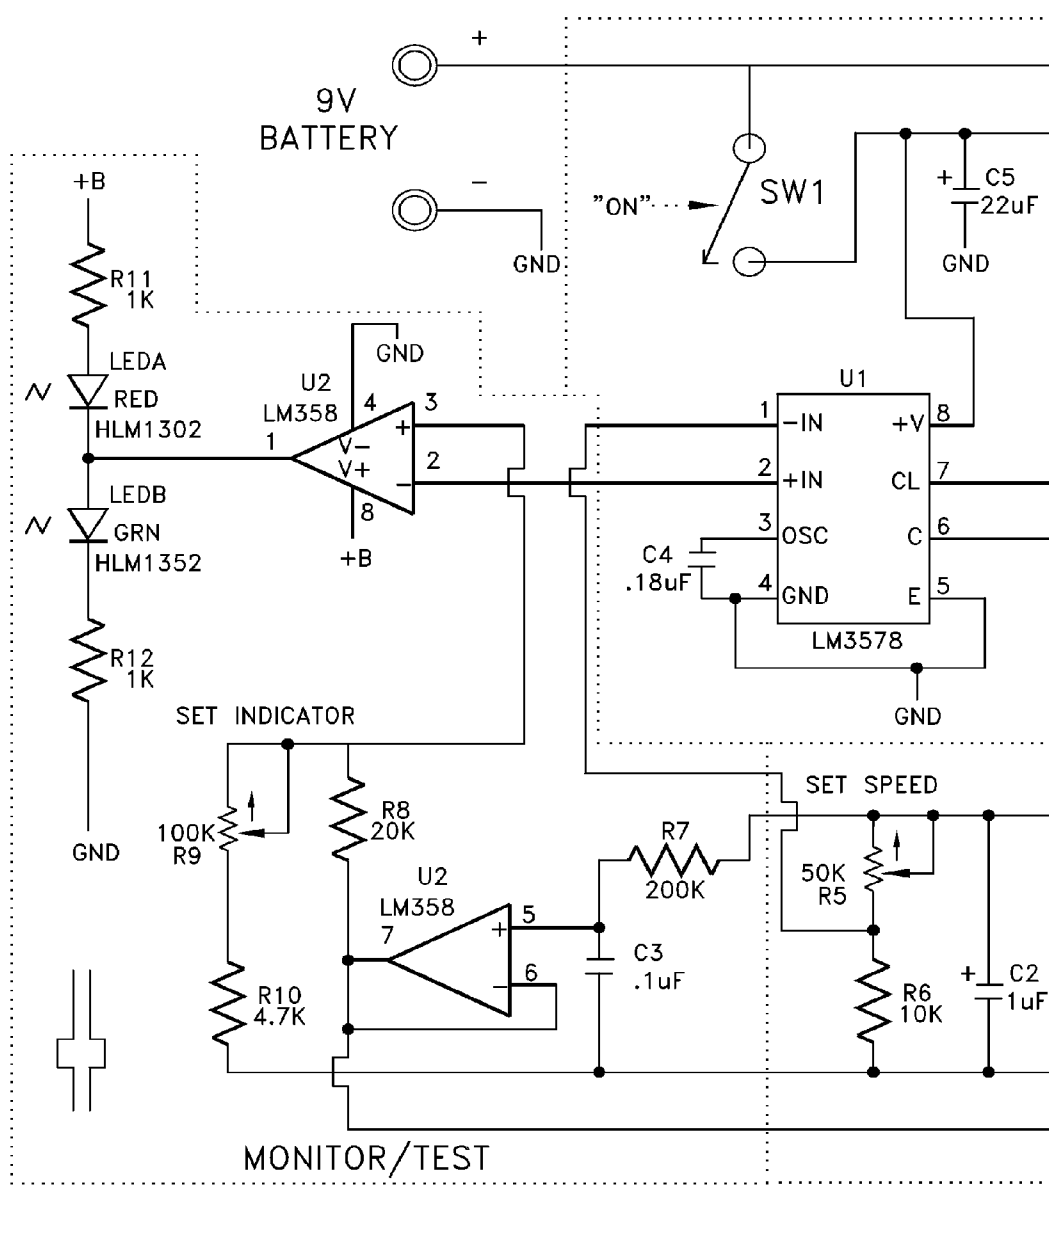 +
9V
BATTERY
−
GND
"ON"
SW1
+
C5
22uF
GND
+B
R11
1K
LEDA
RED
HLM1302
LEDB
GRN
HLM1352
R12
1K
GND
GND
U2
LM358
4
3
+
1
V−
V+
2
−
8
+B
U1
1
−IN
+V
8
2
+IN
CL
7
3
OSC
C
6
4
GND
E
5
C4
.18uF
LM3578
GND
SET INDICATOR
100K
R9
R8
20K
U2
LM358
7
5
+
6
−
R7
200K
C3
.1uF
R10
4.7K
SET SPEED
50K
R5
R6
10K
+
C2
1uF
MONITOR/TEST